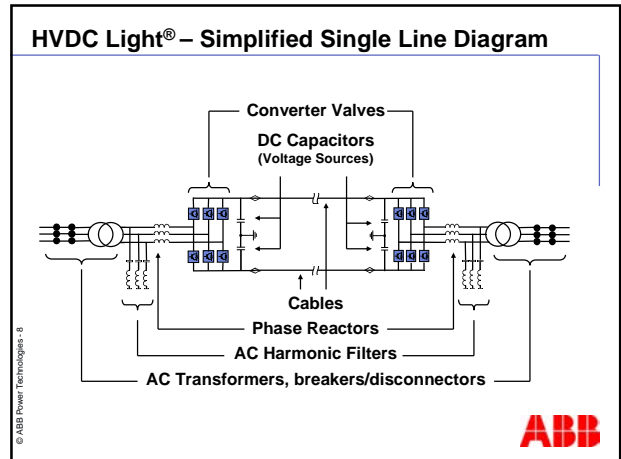 HVDC Light® – Simplified Single Line Diagram
Converter Valves
DC Capacitors
(Voltage Sources)
Cables
Phase Reactors
AC Harmonic Filters
AC Transformers, breakers/disconnectors
© ABB Power Technologies - 8
ABB